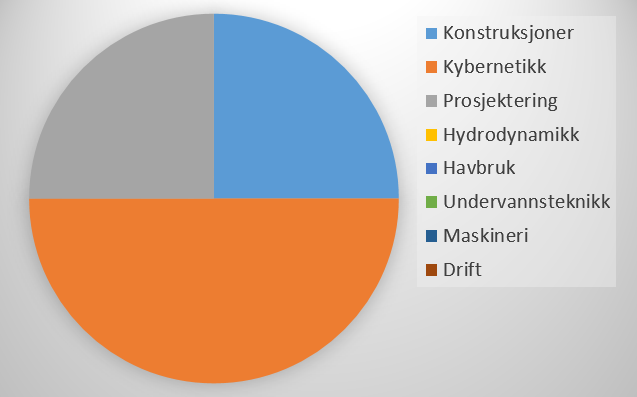 Konstruksjoner
Kybernetikk
Prosjektering
Hydrodynamikk
Havbruk
Undervannsteknikk
Maskineri
Drift